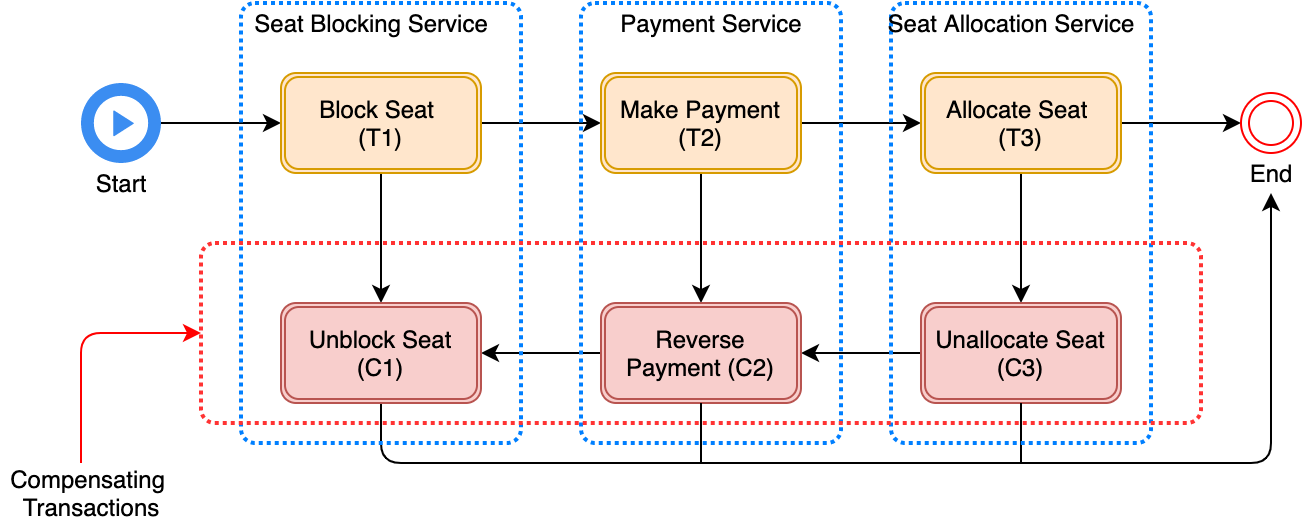 Seat Blocking Service
Payment Service
Seat Allocation Service
Block Seat
(T1)
Make Payment
(T2)
Allocate Seat
(T3)
Start
End
Unblock Seat
(C1)
Reverse
Payment (C2)
Unallocate Seat
(C3)
Compensating
Transactions